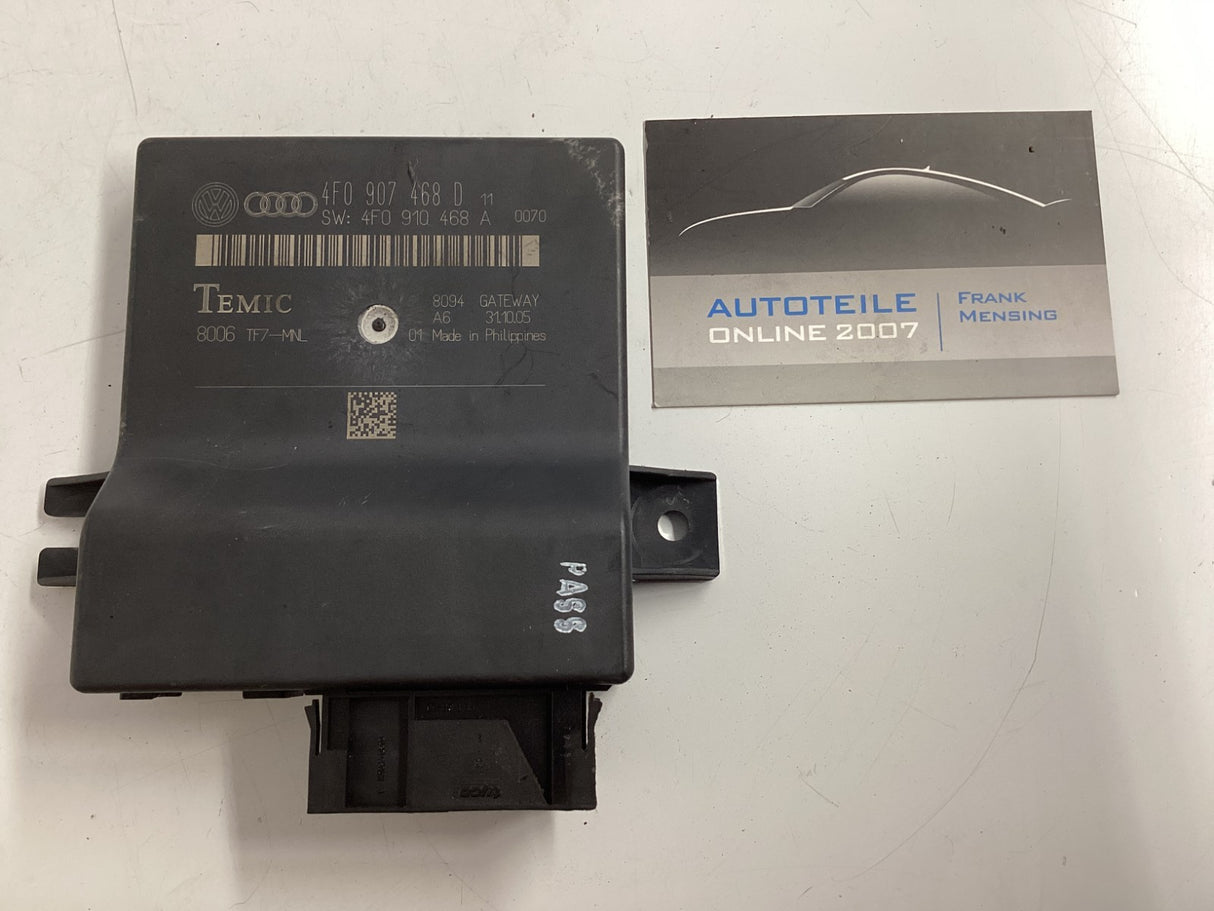 4F0 907 468 D 11
SW: 4F0 910 468 A 0070
TEMIC
8094 GATEWAY
A6 31.10.05
8006 TF7-MNL
01 Made in Philippines
PASS
AUTOTEILE
ONLINE 2007
FRANK
MENSING